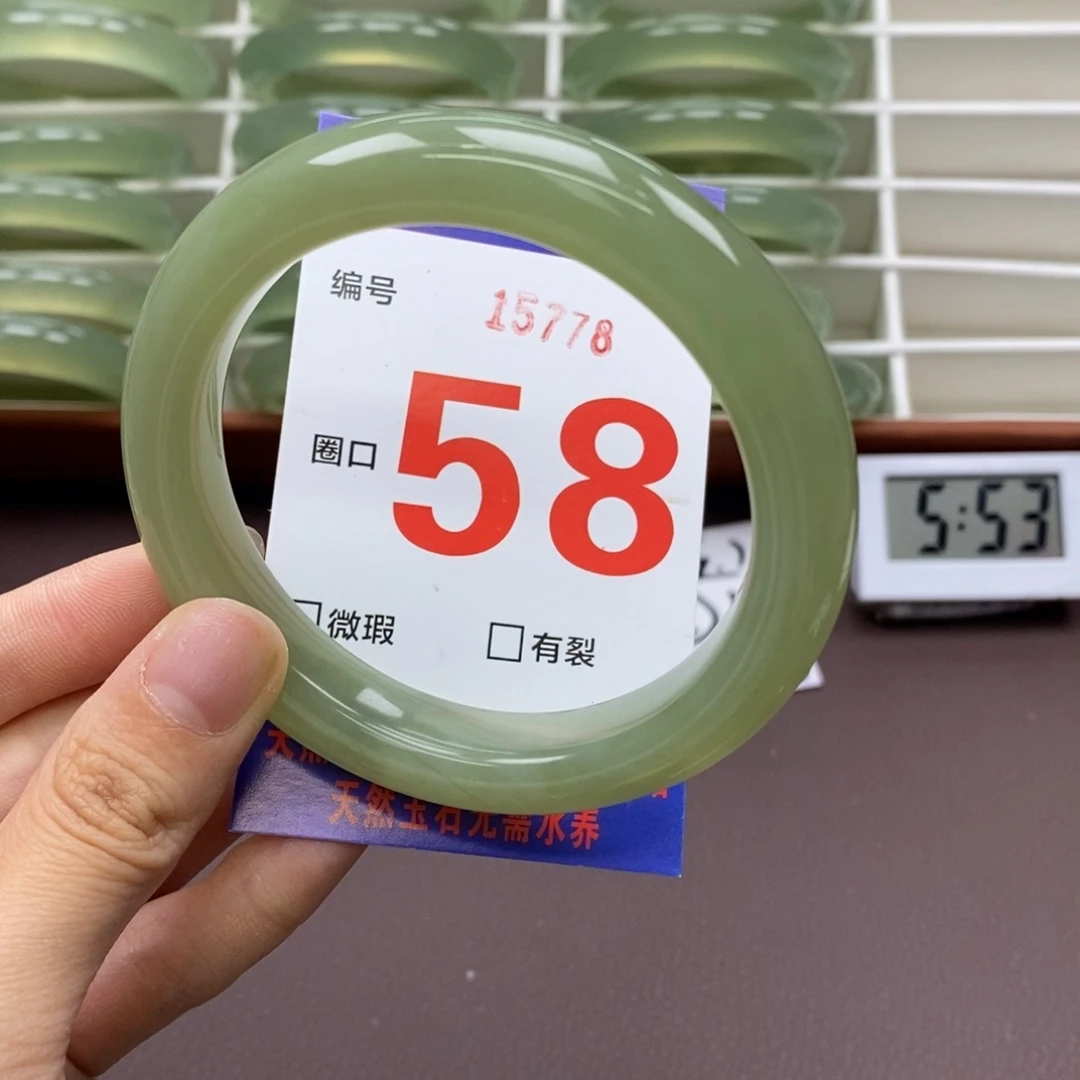 编号 15778
圈口 58
5:53
□微瑕 □有裂
天然玉石无需水养